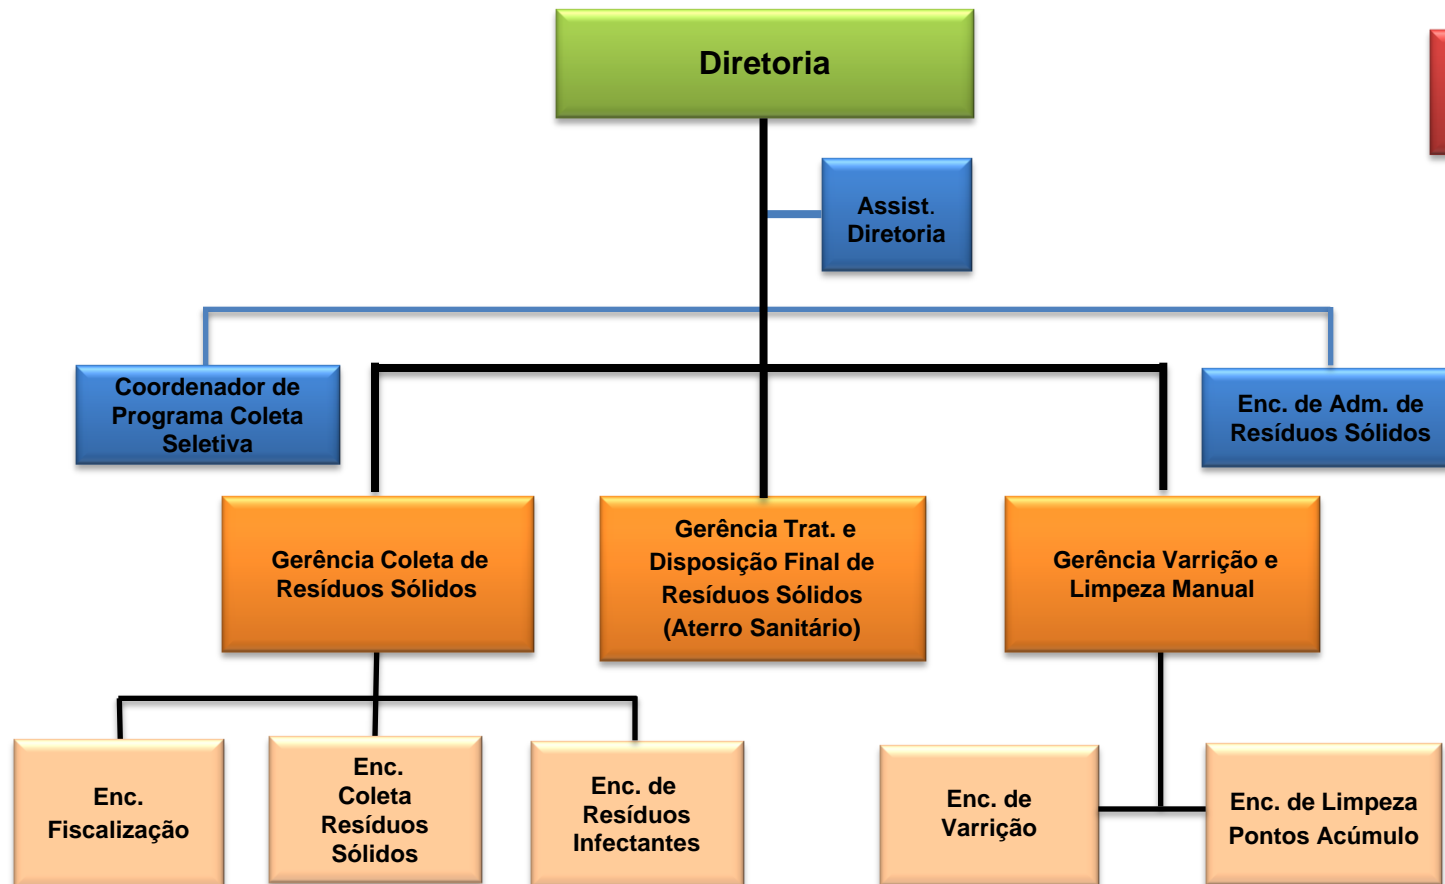 Diretoria
Assist.
Diretoria
Coordenador de
Programa Coleta
Seletiva
Enc. de Adm. de
Resíduos Sólidos
Gerência Coleta de
Resíduos Sólidos
Gerência Trat. e
Disposição Final de
Resíduos Sólidos
(Aterro Sanitário)
Gerência Varrição e
Limpeza Manual
Enc.
Fiscalização
Enc.
Coleta
Resíduos
Sólidos
Enc. de
Resíduos
Infectantes
Enc. de
Varrição
Enc. de Limpeza
Pontos Acúmulo